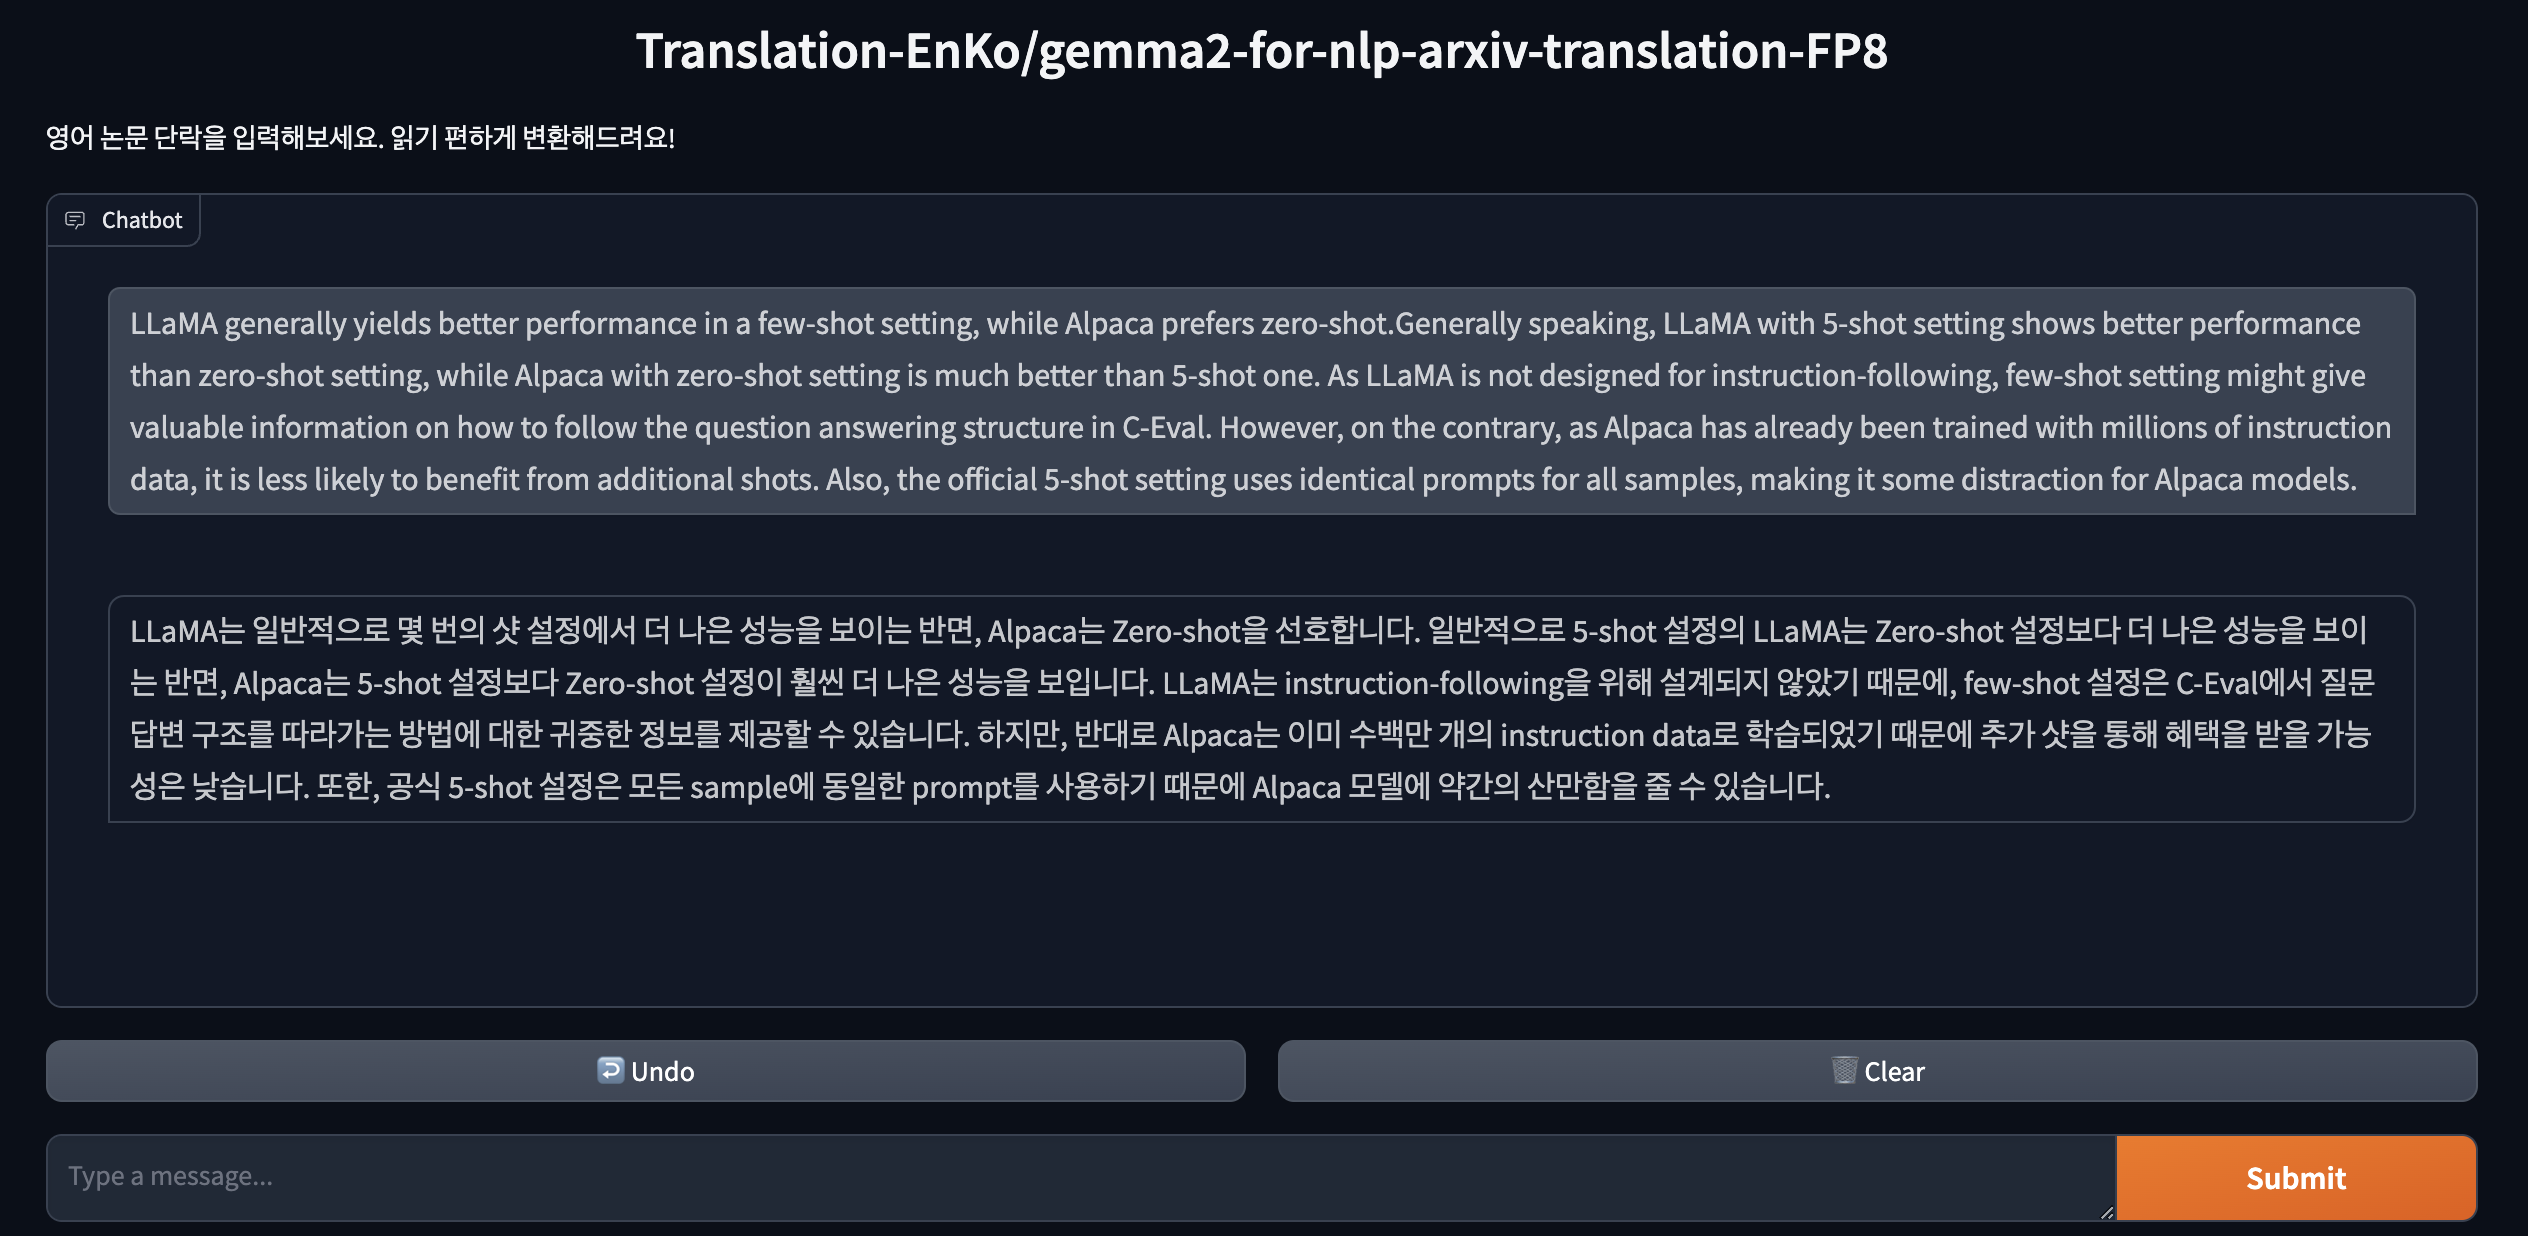 Translation-EnKo/gemma2-for-nlp-arxiv-translation-FP8
영어 논문 단락을 입력해보세요. 읽기 편하게 변환해드려요!
Chatbot
LLaMA generally yields better performance in a few-shot setting, while Alpaca prefers zero-shot.Generally speaking, LLaMA with 5-shot setting shows better performance
than zero-shot setting, while Alpaca with zero-shot setting is much better than 5-shot one. As LLaMA is not designed for instruction-following, few-shot setting might give
valuable information on how to follow the question answering structure in C-Eval. However, on the contrary, as Alpaca has already been trained with millions of instruction
data, it is less likely to benefit from additional shots. Also, the official 5-shot setting uses identical prompts for all samples, making it some distraction for Alpaca models.
LLaMA는 일반적으로 몇 번의 샷 설정에서 더 나은 성능을 보이는 반면, Alpaca는 Zero-shot을 선호합니다. 일반적으로 5-shot 설정의 LLaMA는 Zero-shot 설정보다 더 나은 성능을 보이
는 반면, Alpaca는 5-shot 설정보다 Zero-shot 설정이 훨씬 더 나은 성능을 보입니다. LLaMA는 instruction-following을 위해 설계되지 않았기 때문에, few-shot 설정은 C-Eval에서 질문
답변 구조를 따라가는 방법에 대한 귀중한 정보를 제공할 수 있습니다. 하지만, 반대로 Alpaca는 이미 수백만 개의 instruction data로 학습되었기 때문에 추가 샷을 통해 혜택을 받을 가능
성은 낮습니다. 또한, 공식 5-shot 설정은 모든 sample에 동일한 prompt를 사용하기 때문에 Alpaca 모델에 약간의 산만함을 줄 수 있습니다.
Undo
Clear
Type a message...
Submit